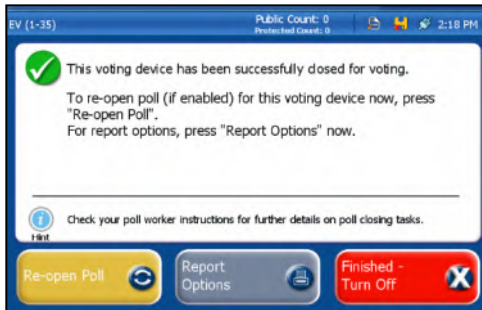 EV (1-35)
Public Count: 0
Protected Count: 0
2:18 PM
This voting device has been successfully closed for voting.
To re-open poll (if enabled) for this voting device now, press
"Re-open Poll".
For report options, press "Report Options" now.
Check your poll worker instructions for further details on poll closing tasks.
Hint
Re-open Poll
Report
Options
Finished -
Turn Off